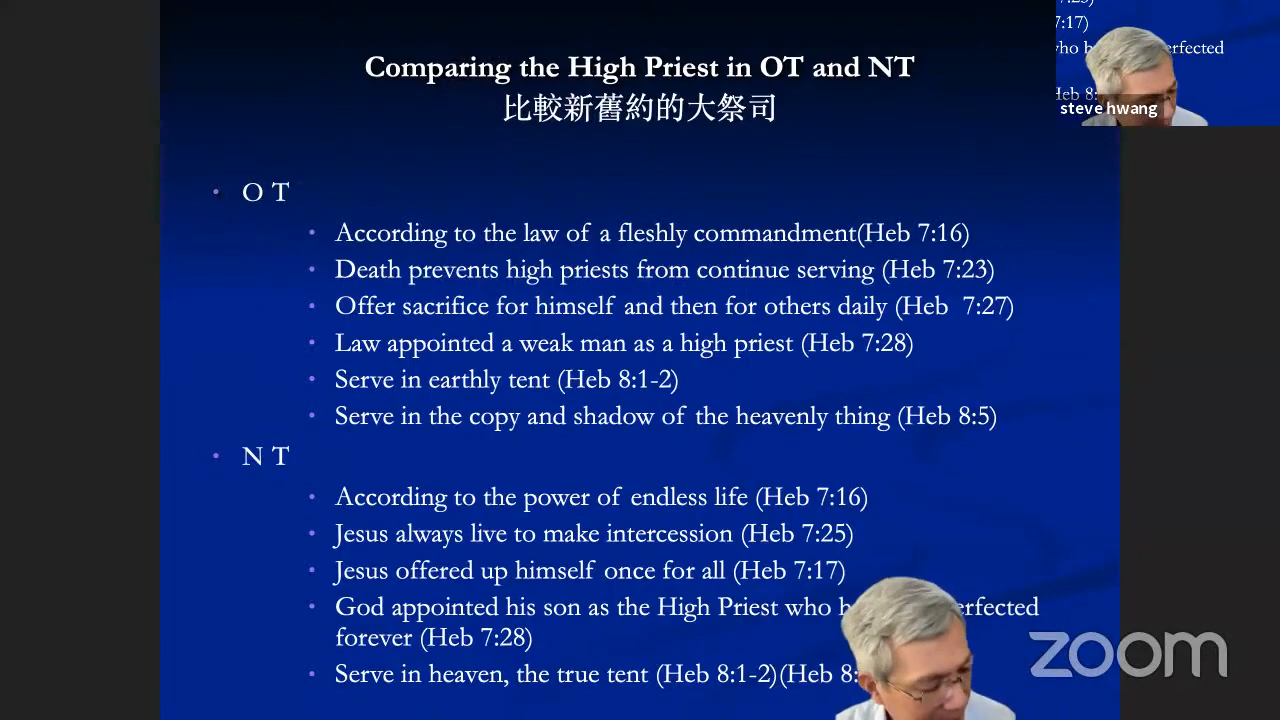 Comparing the High Priest in OT and NT
比較新舊約的大祭司
7:17)
steve hwang
• O T
• According to the law of a fleshly commandment(Heb 7:16)
• Death prevents high priests from continue serving (Heb 7:23)
• Offer sacrifice for himself and then for others daily (Heb 7:27)
• Law appointed a weak man as a high priest (Heb 7:28)
• Serve in earthly tent (Heb 8:1-2)
• Serve in the copy and shadow of the heavenly thing (Heb 8:5)
• N T
• According to the power of endless life (Heb 7:16)
• Jesus always live to make intercession (Heb 7:25)
• Jesus offered up himself once for all (Heb 7:17)
• God appointed his son as the High Priest who
forever (Heb 7:28)
• Serve in heaven, the true tent (Heb 8:1-2)(Heb 8:
zoom